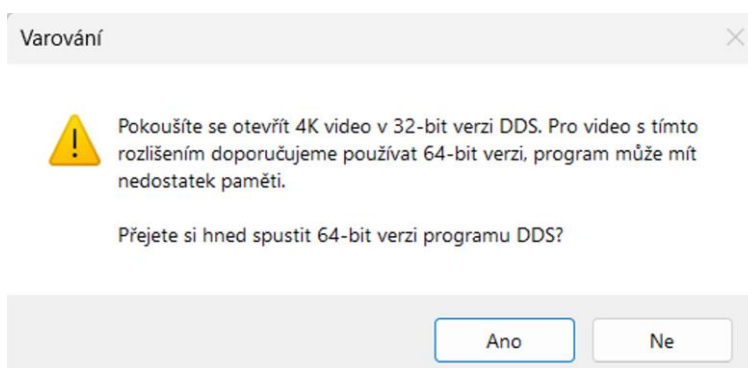 Varování
Pokoušíte se otevřít 4K video v 32-bit verzi DDS. Pro video s tímto
rozlišením doporučujeme používat 64-bit verzi, program může mít
nedostatek paměti.
Přejete si hned spustit 64-bit verzi programu DDS?
Ano
Ne